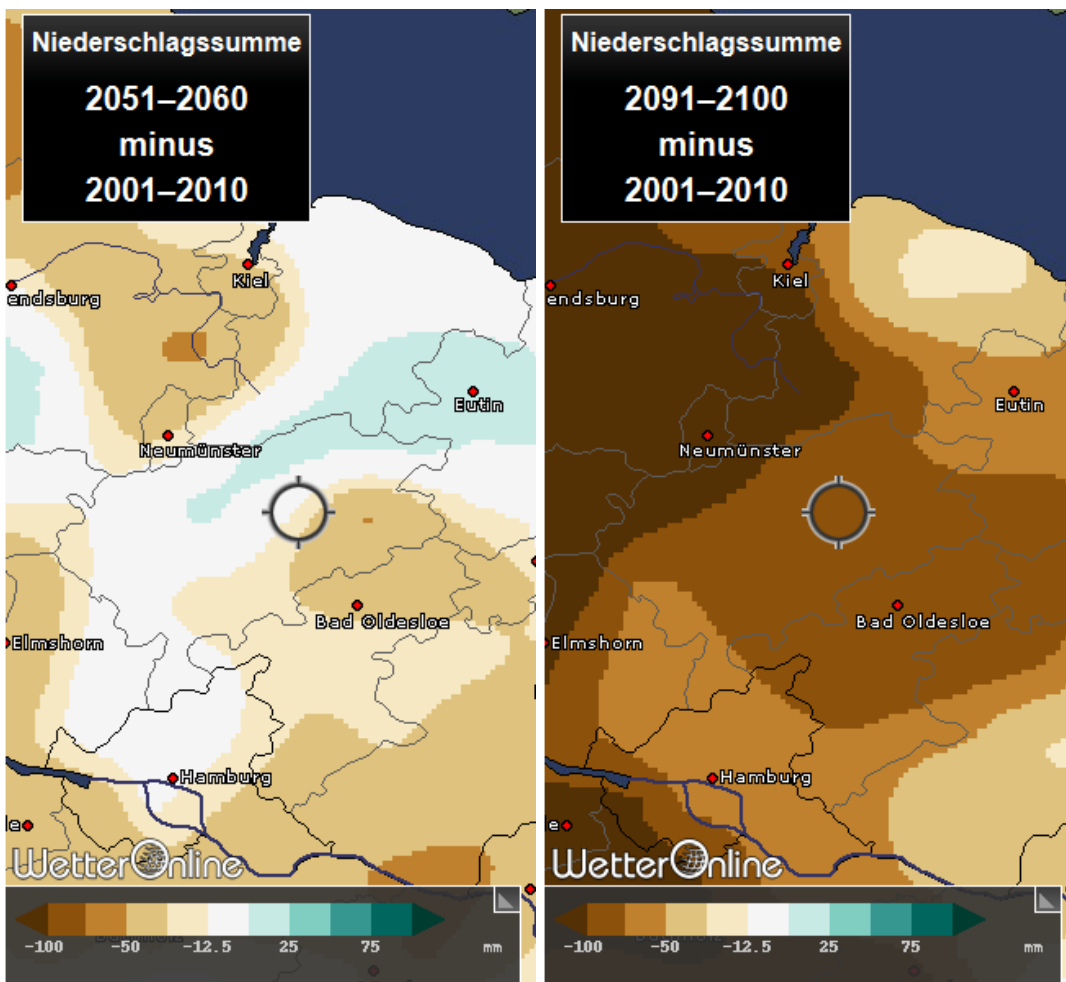 Niederschlagssumme
2051–2060
minus
2001–2010
Kiel
endsburg
Eutin
Neumünster
Bad Oldesloe
Elmshorn
Hamburg
le
WetterOnline
-100 -50 -12.5 25 75 mm
Niederschlagssumme
2091–2100
minus
2001–2010
Kiel
endsburg
Eutin
Neumünster
Bad Oldesloe
Elmshorn
Hamburg
e
WetterOnline
-100 -50 -12.5 25 75 mm